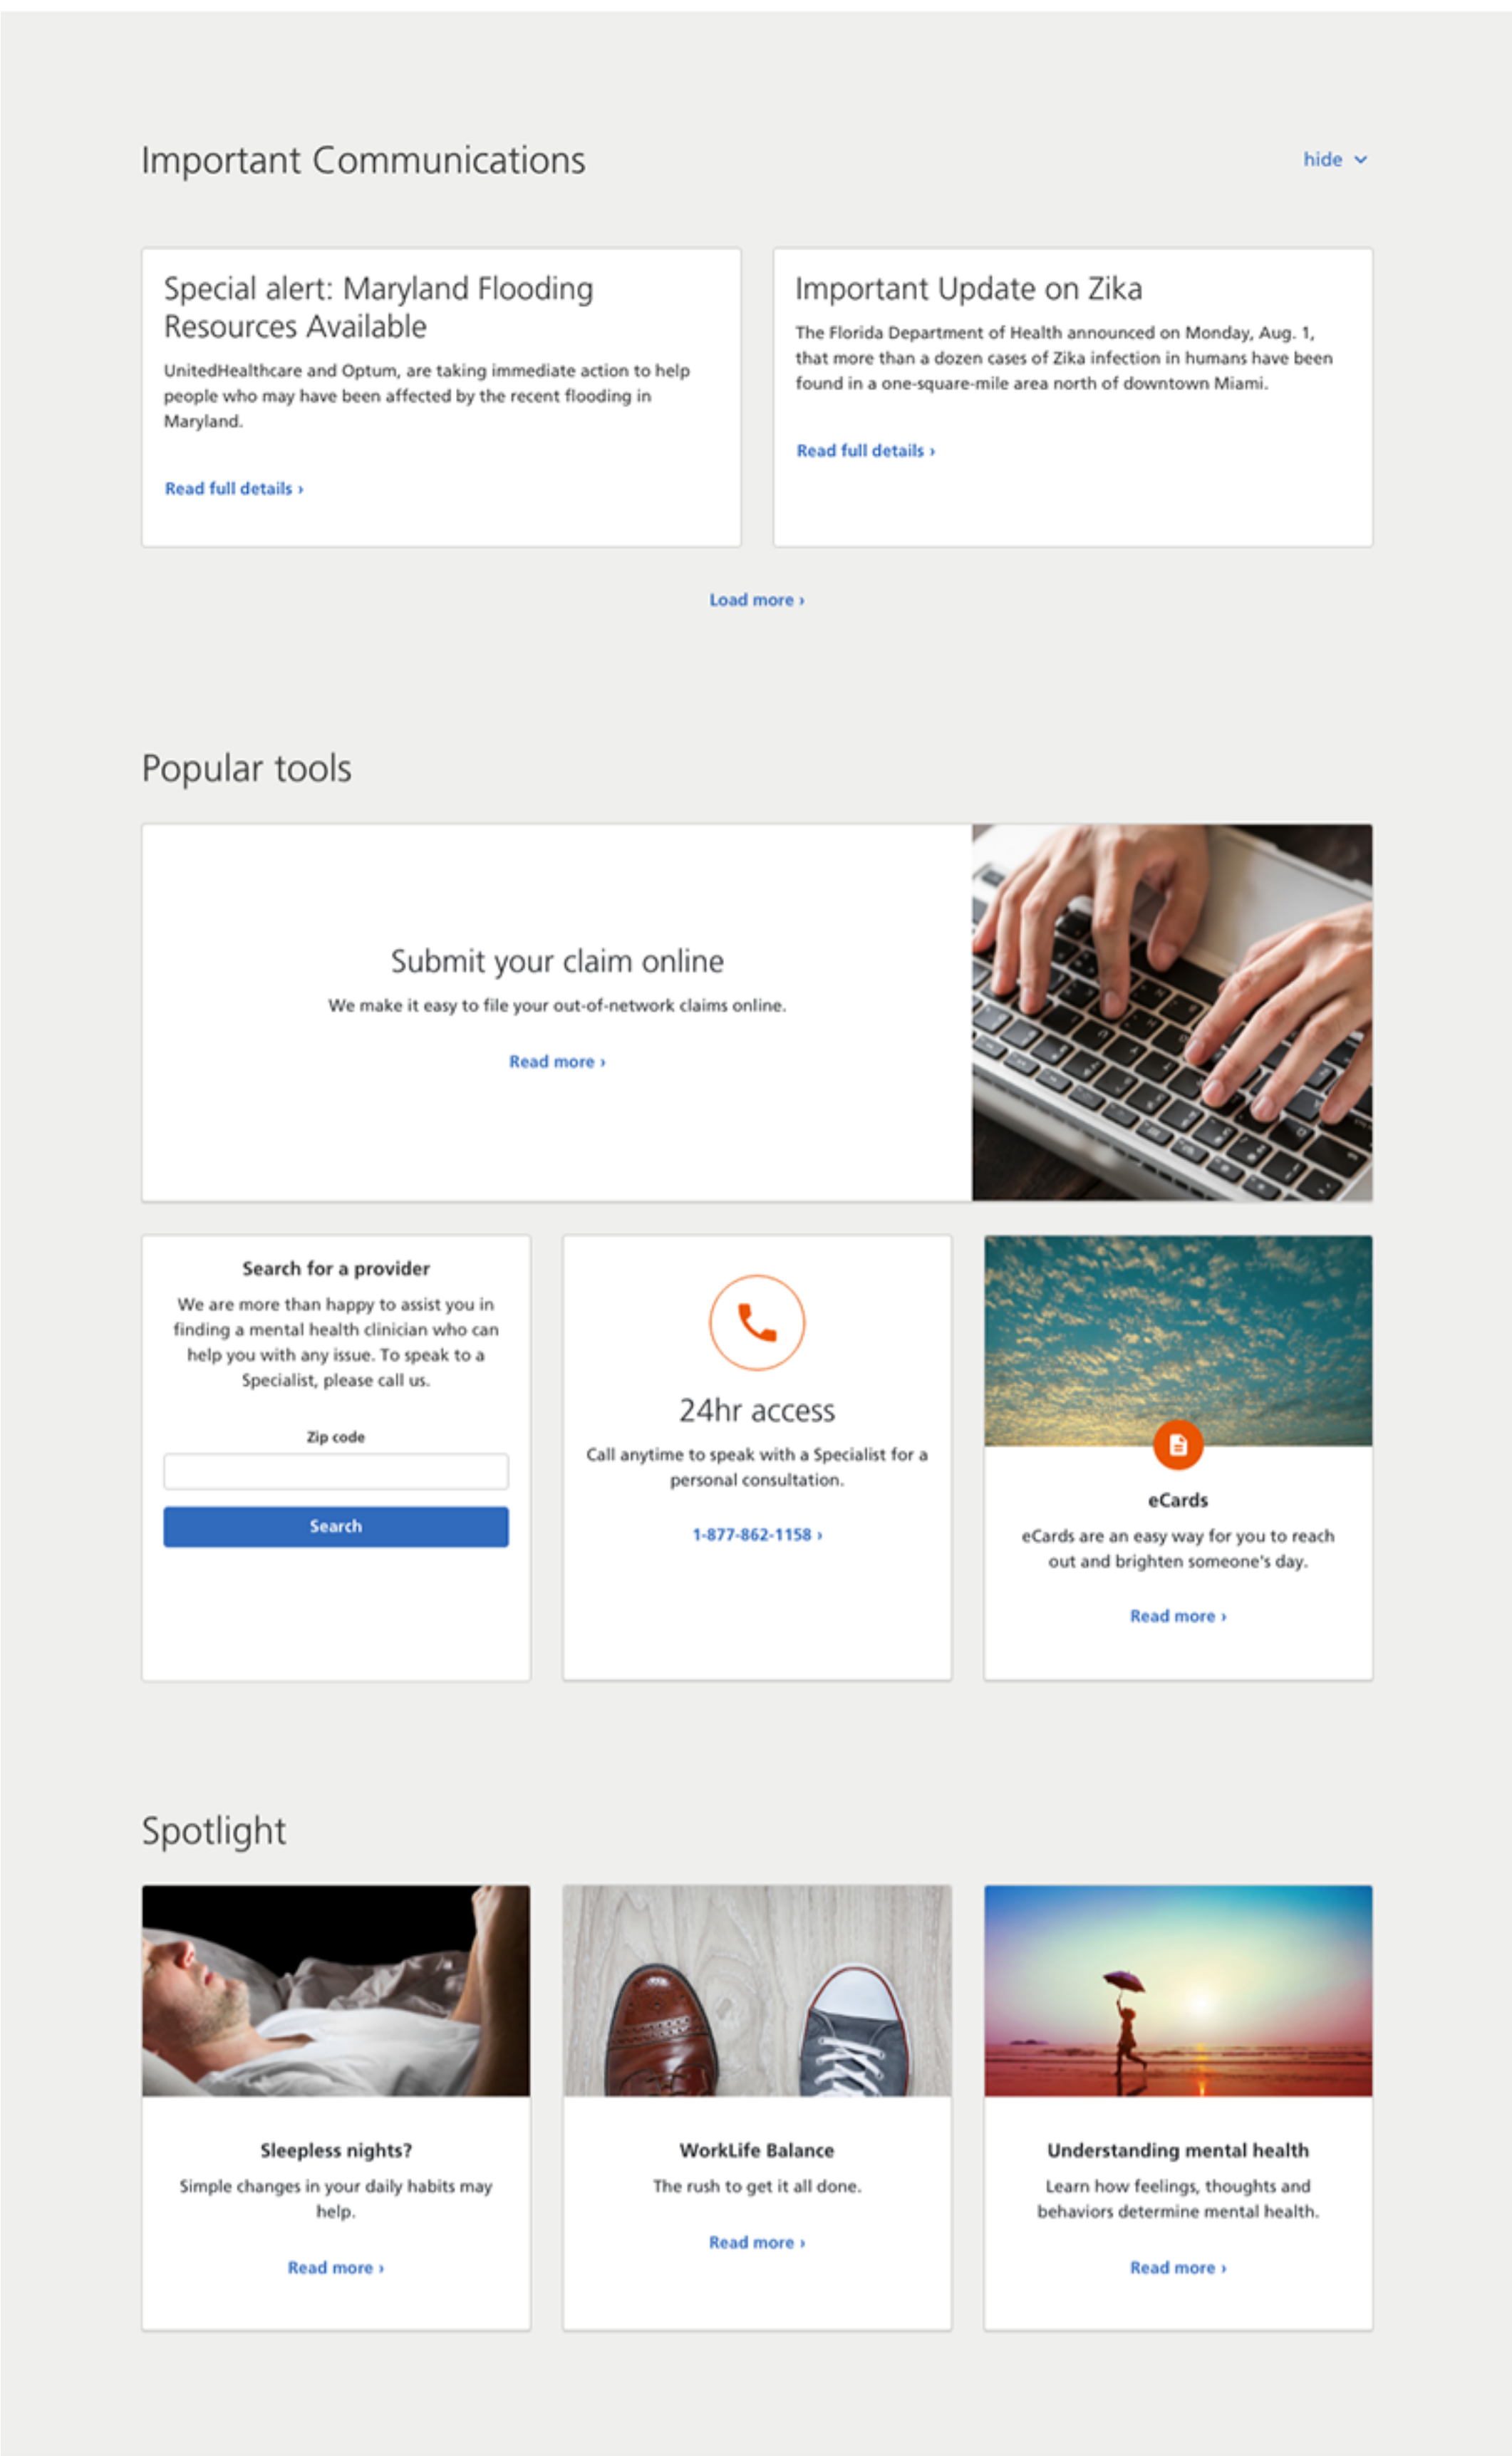 Important Communications
hide
Special alert: Maryland Flooding
Resources Available
UnitedHealthcare and Optum, are taking immediate action to help
people who may have been affected by the recent flooding in
Maryland.
Read full details ›
Important Update on Zika
The Florida Department of Health announced on Monday, Aug. 1,
that more than a dozen cases of Zika infection in humans have been
found in a one-square-mile area north of downtown Miami.
Read full details ›
Load more ›
Popular tools
Submit your claim online
We make it easy to file your out-of-network claims online.
Read more ›
Search for a provider
We are more than happy to assist you in
finding a mental health clinician who can
help you with any issue. To speak to a
Specialist, please call us.
Zip code
Search
24hr access
Call anytime to speak with a Specialist for a
personal consultation.
1-877-862-1158 ›
eCards
eCards are an easy way for you to reach
out and brighten someone's day.
Read more ›
Spotlight
Sleepless nights?
Simple changes in your daily habits may
help.
Read more ›
WorkLife Balance
The rush to get it all done.
Read more ›
Understanding mental health
Learn how feelings, thoughts and
behaviors determine mental health.
Read more ›